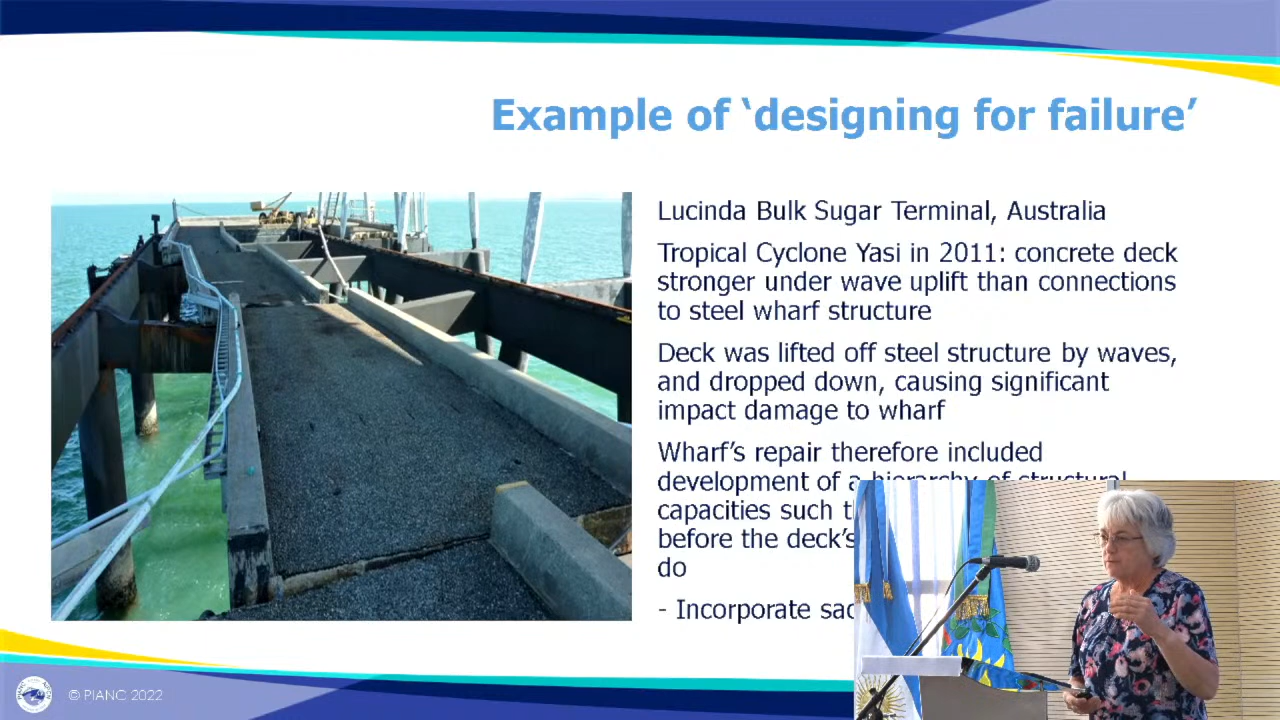 Example of ‘designing for failure’
Lucinda Bulk Sugar Terminal, Australia
Tropical Cyclone Yasi in 2011: concrete deck
stronger under wave uplift than connections
to steel wharf structure
Deck was lifted off steel structure by waves,
and dropped down, causing significant
impact damage to wharf
Wharf’s repair therefore included
development of a hierarchy of structural
capacities such
before the deck’s
do
- Incorporate
© PIANC 2022